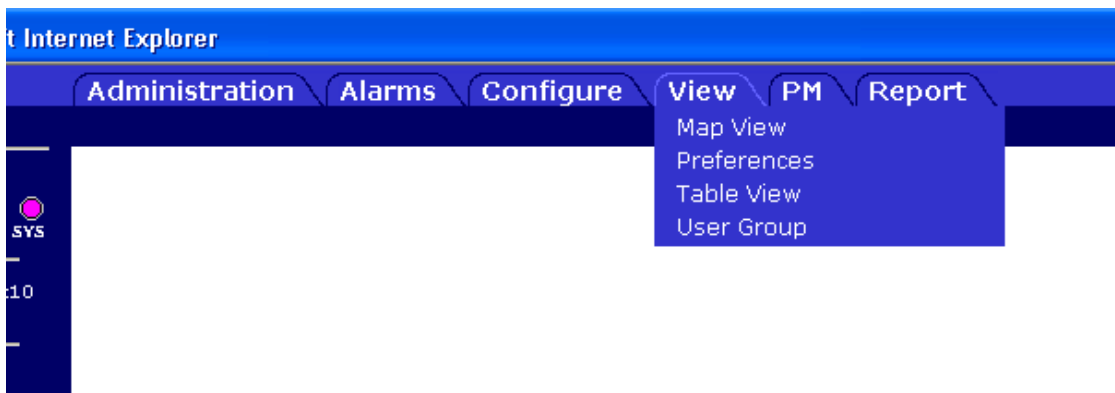 t Internet Explorer
Administration Alarms Configure View PM Report
Map View
Preferences
Table View
User Group
SYS
:10